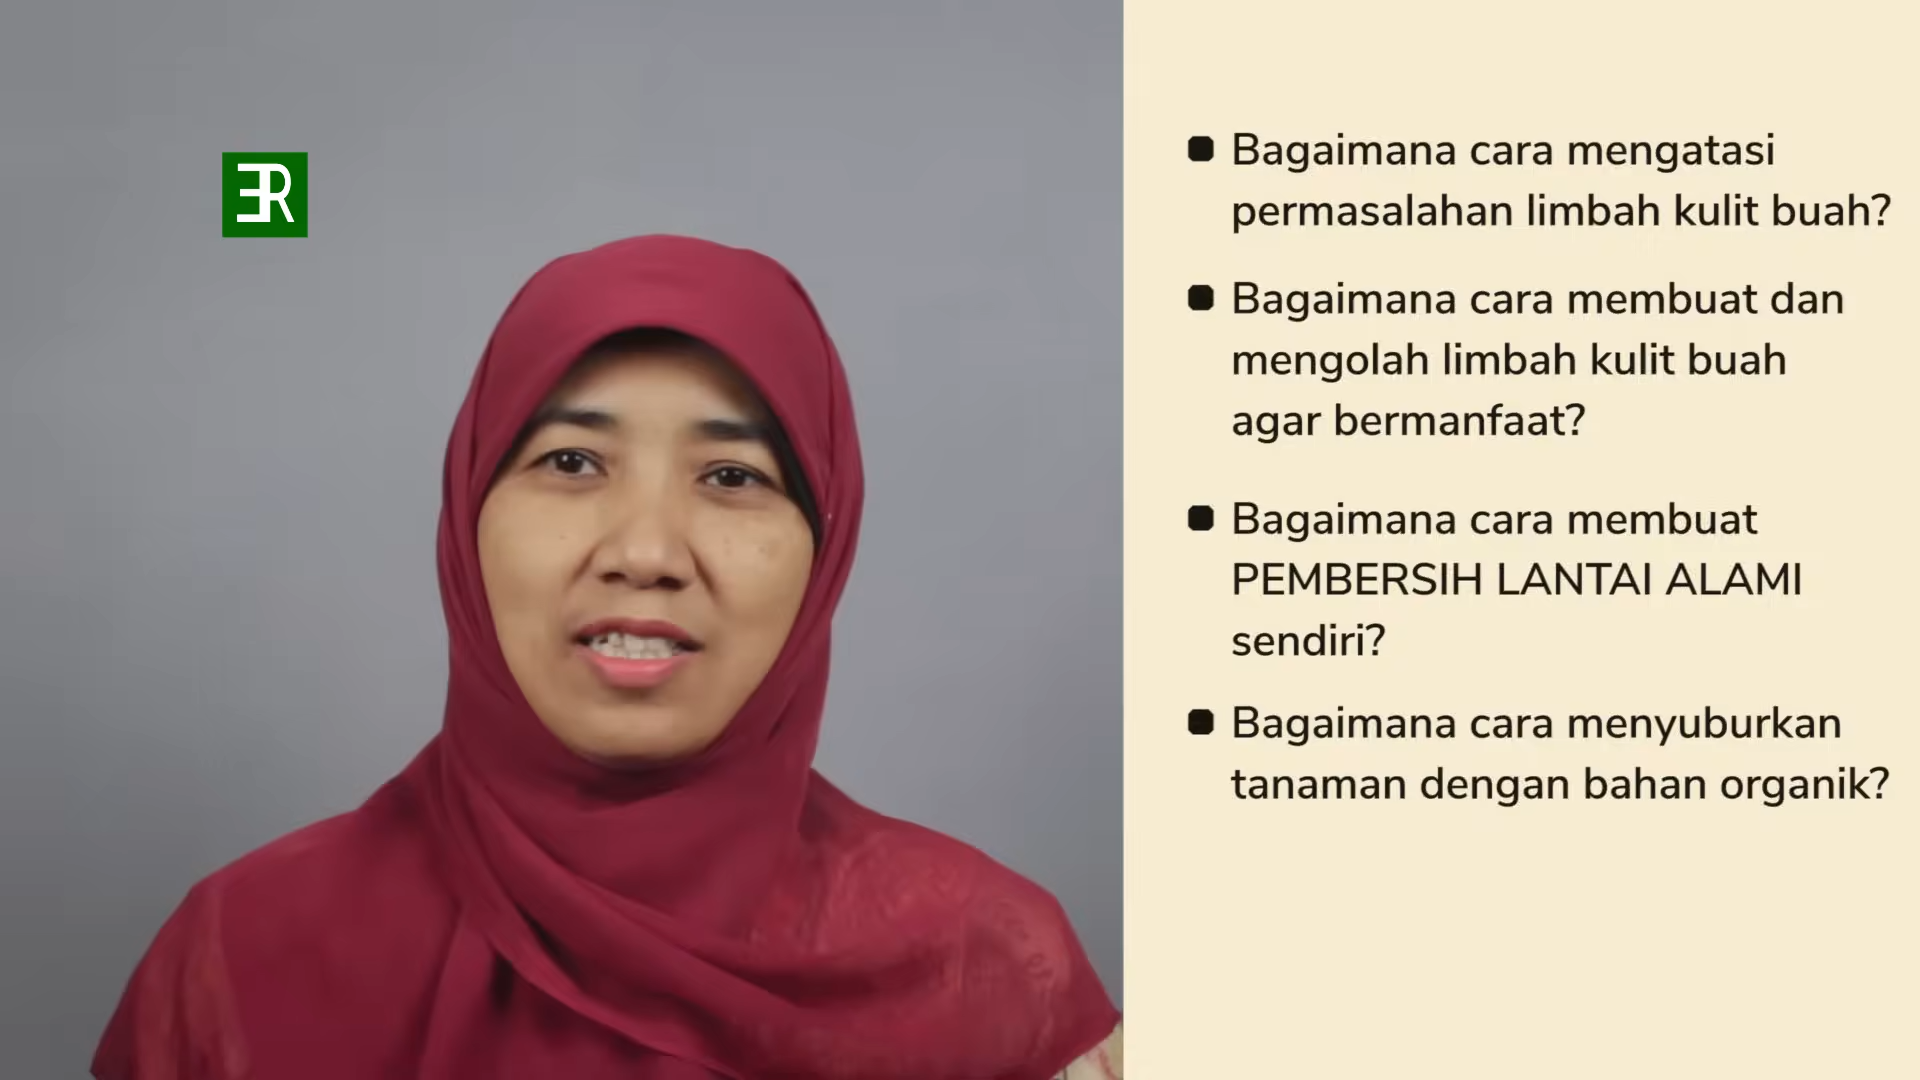 ER
Bagaimana cara mengatasi
permasalahan limbah kulit buah?
Bagaimana cara membuat dan
mengolah limbah kulit buah
agar bermanfaat?
Bagaimana cara membuat
PEMBERSIH LANTAI ALAMI
sendiri?
Bagaimana cara menyuburkan
tanaman dengan bahan organik?